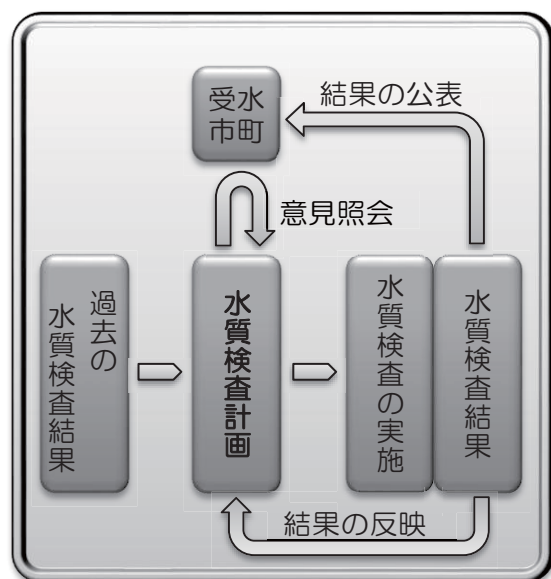 受水
市町
結果の公表
意見照会
過去の
水質検査結果
水質検査計画
水質検査の実施
水質検査結果
結果の反映